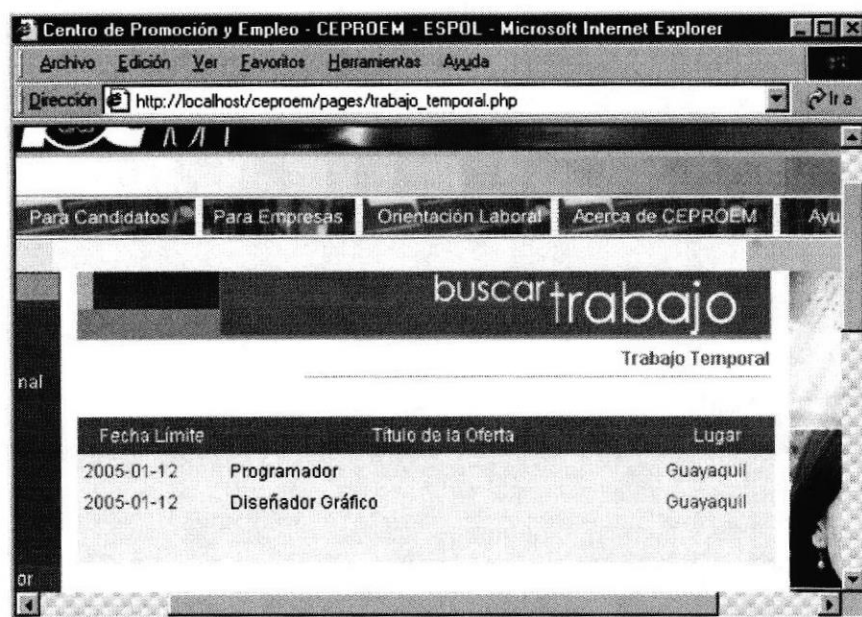 Centro de Promoción y Empleo - CEPROEM - ESPOL - Microsoft Internet Explorer
Archivo Edición Ver Favoritos Herramientas Ayuda
Dirección http://localhost/ceproem/pages/trabajo_temporal.php Ir a
Para Candidatos Para Empresas Orientación Laboral Acerca de CEPROEM Ayu
buscar trabajo
Trabajo Temporal
nal
Fecha Límite Título de la Oferta Lugar
2005-01-12 Programador Guayaquil
2005-01-12 Diseñador Gráfico Guayaquil
or